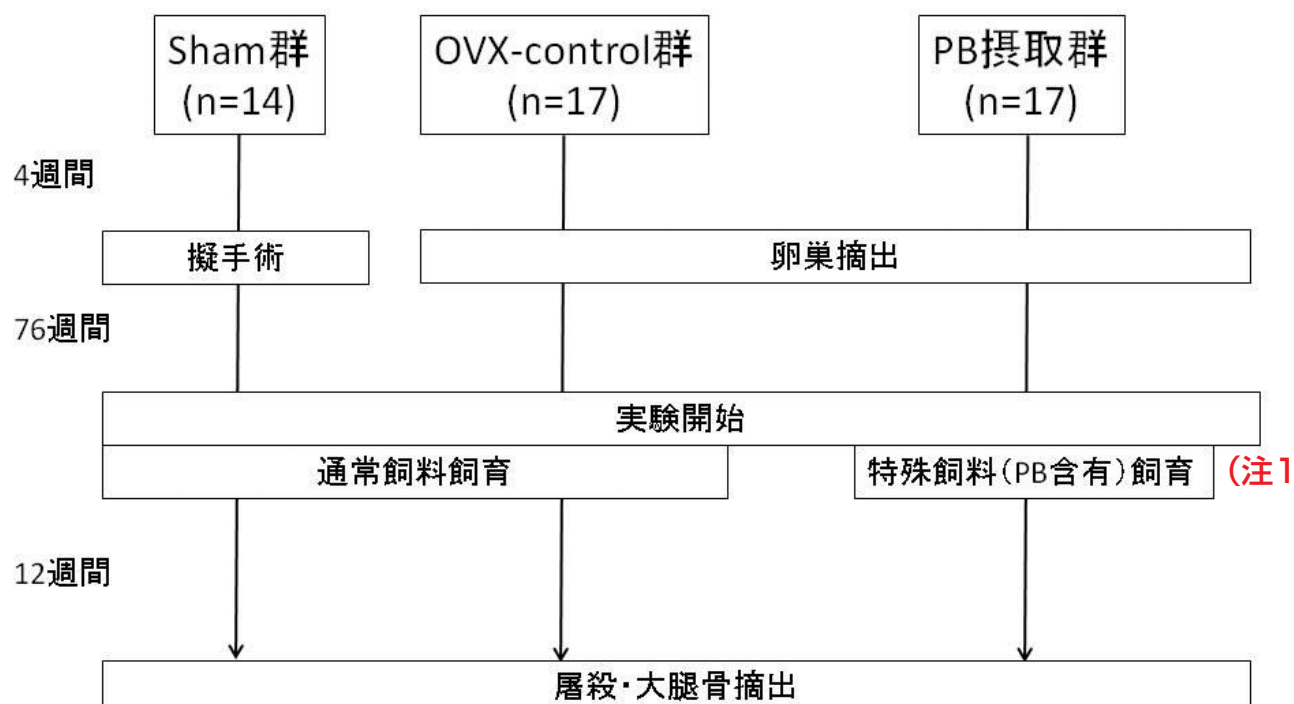 Sham群
(n=14)
OVX-control群
(n=17)
PB摂取群
(n=17)
4週間
擬手術
卵巣摘出
76週間
実験開始
通常飼料飼育
特殊飼料(PB含有)飼育
(注1
12週間
屠殺・大腿骨摘出